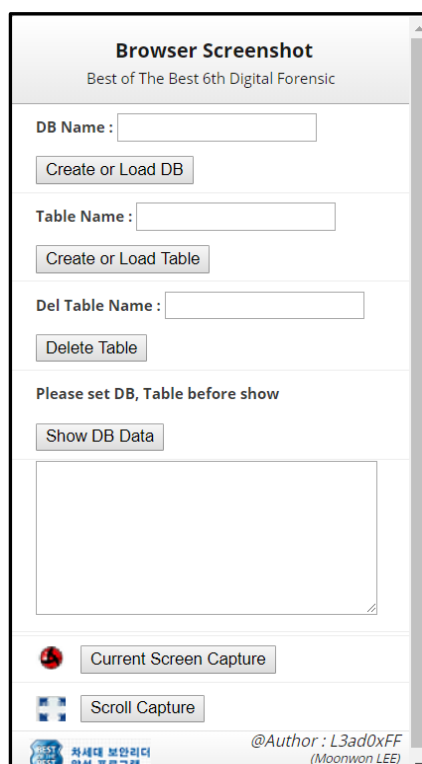 Browser Screenshot
Best of The Best 6th Digital Forensic
DB Name :
Create or Load DB
Table Name :
Create or Load Table
Del Table Name :
Delete Table
Please set DB, Table before show
Show DB Data
Current Screen Capture
Scroll Capture
@Author : L3ad0xFF
(Moonwon LEE)
BEST
차세대 보안리더